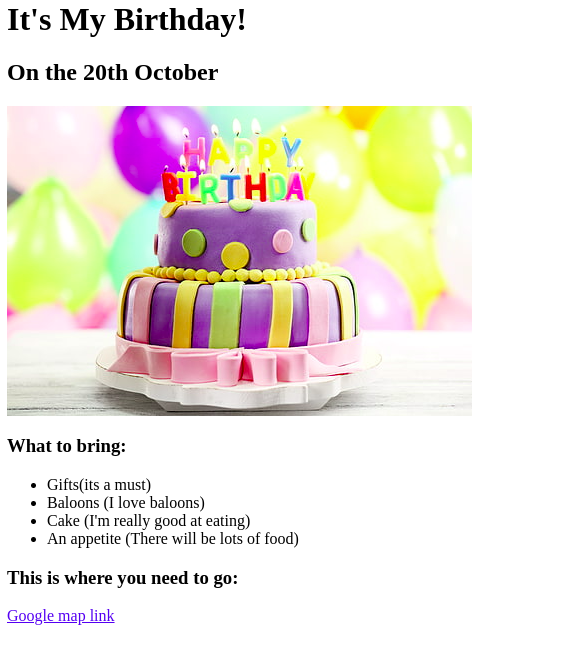 It's My Birthday!
On the 20th October
HAPPY
BIRTHDAY
What to bring:
Gifts(its a must)
Baloons (I love baloons)
Cake (I'm really good at eating)
An appetite (There will be lots of food)
This is where you need to go:
Google map link